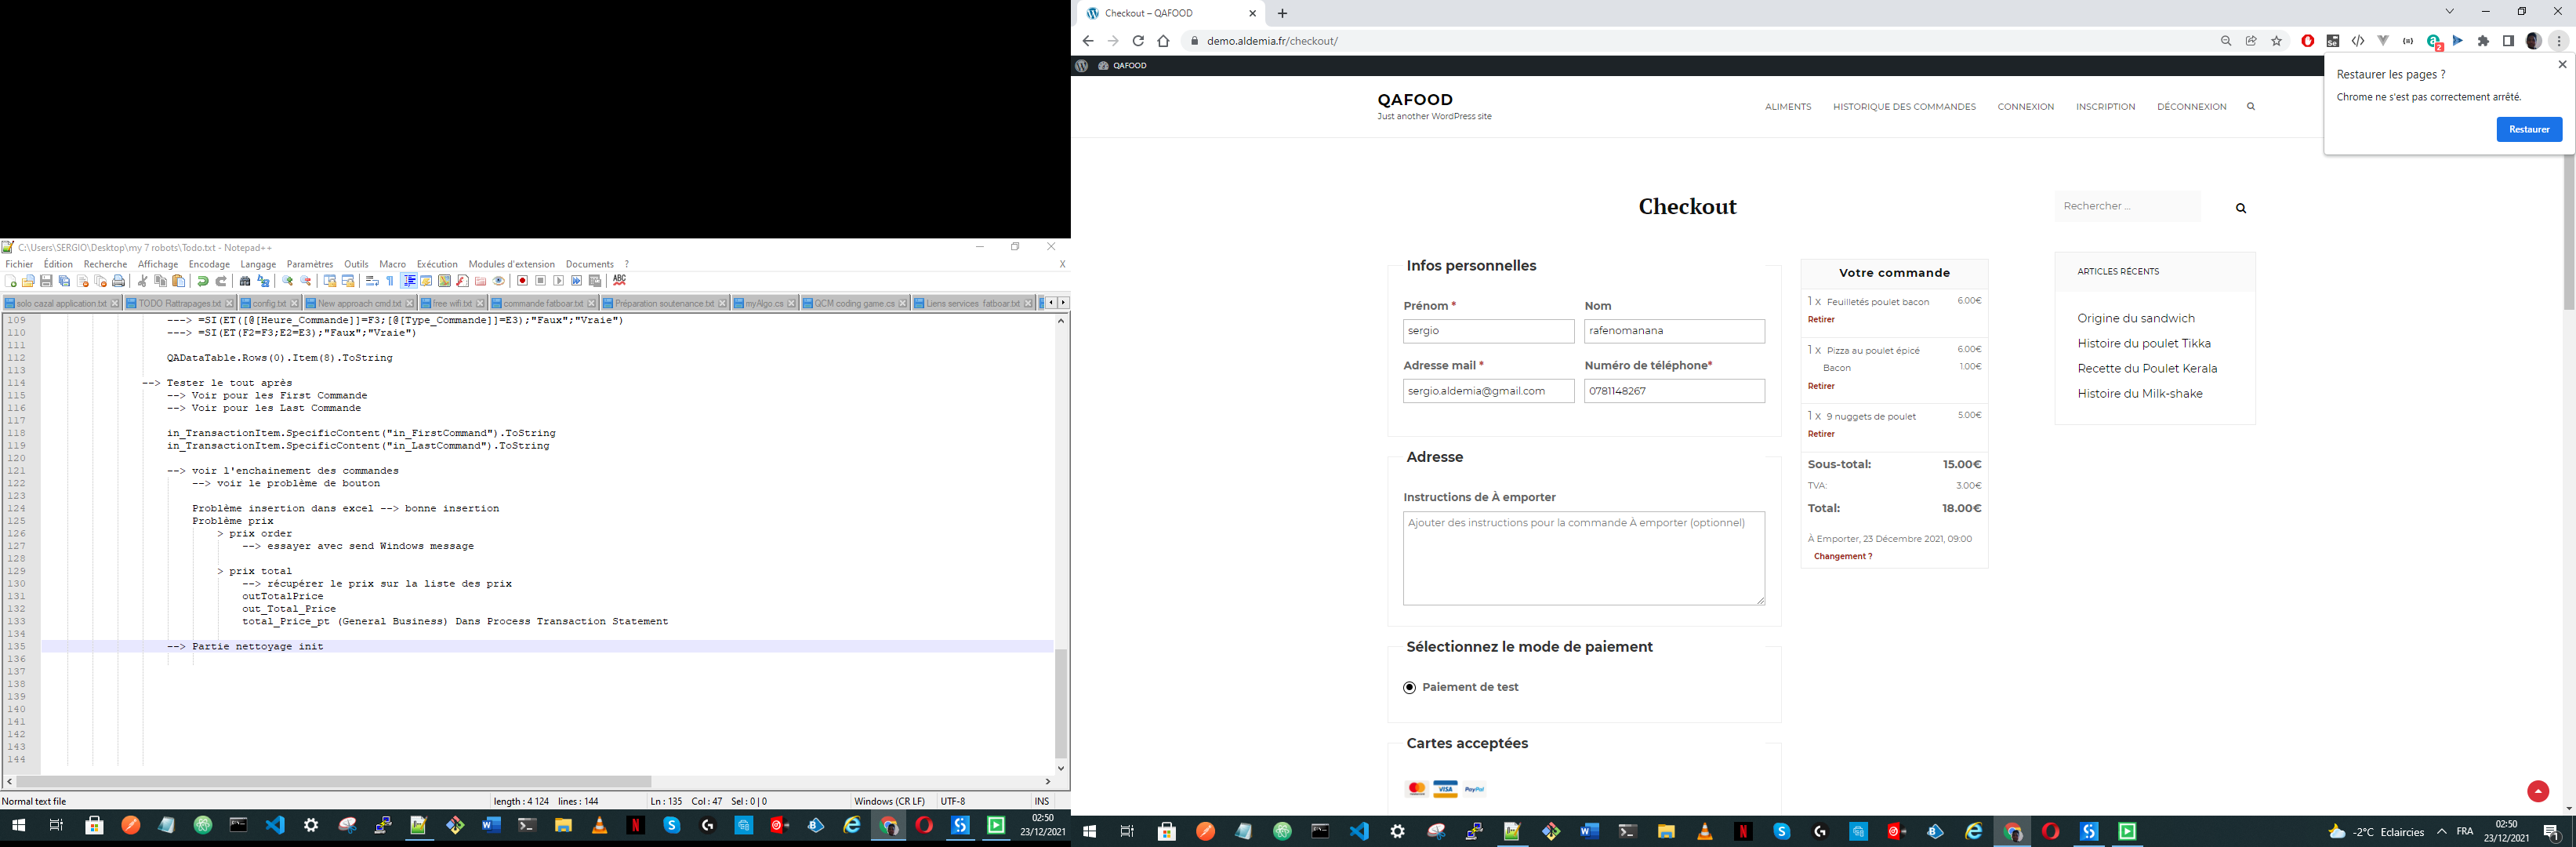 C:\Users\SERGIO\Desktop\my 7 robots\Todo.txt - Notepad++
Fichier Édition Recherche Affichage Encodage Langage Paramètres Outils Macro Exécution Modules d'extension Documents ? X
solo cazal application.txt TODO Rattrapages.txt config.txt New approach cmd.txt free wifi.txt commande fatboar.txt Préparation soutenance.txt myAlgo.cs QCM coding game.cs Liens services fatboar.txt
109 ---> =SI(ET([@[Heure_Commande]]=F3;[@[Type_Commande]]=E3);"Faux";"Vraie")
110 ---> =SI(ET(F2=F3;E2=E3);"Faux";"Vraie")
111
112 QADataTable.Rows(0).Item(8).ToString
113
114 --> Tester le tout après
115 --> Voir pour les First Commande
116 --> Voir pour les Last Commande
117
118 in_TransactionItem.SpecificContent("in_FirstCommand").ToString
119 in_TransactionItem.SpecificContent("in_LastCommand").ToString
120
121 --> voir l'enchainement des commandes
122 --> voir le problème de bouton
123
124 Problème insertion dans excel --> bonne insertion
125 Problème prix
126 > prix order
127 --> essayer avec send Windows message
128
129 > prix total
130 --> récupérer le prix sur la liste des prix
131 outTotalPrice
132 out_Total_Price
133 total_Price_pt (General Business) Dans Process Transaction Statement
134
135 --> Partie nettoyage init
136
137
138
139
140
141
142
143
144
Normal text file length : 4 124 lines : 144 Ln : 135 Col : 47 Sel : 0 | 0 Windows (CR LF) UTF-8 INS
02:50
23/12/2021
Checkout – QAFOOD
demo.aldemia.fr/checkout/
QAFOOD
Restaurer les pages ?
Chrome ne s'est pas correctement arrêté.
Restaurer
QAFOOD
Just another WordPress site
ALIMENTS HISTORIQUE DES COMMANDES CONNEXION INSCRIPTION DÉCONNEXION
Checkout
Rechercher ...
Infos personnelles
Prénom * Nom
sergio rafenomanana
Adresse mail * Numéro de téléphone*
sergio.aldemia@gmail.com 0781148267
Adresse
Instructions de À emporter
Ajouter des instructions pour la commande À emporter (optionnel)
Sélectionnez le mode de paiement
Paiement de test
Cartes acceptées
VISA PayPal
Votre commande
1 x Feuilletés poulet bacon 6.00€
Retirer
1 x Pizza au poulet épicé 6.00€
Bacon 1.00€
Retirer
1 x 9 nuggets de poulet 5.00€
Retirer
Sous-total: 15.00€
TVA: 3.00€
Total: 18.00€
À Emporter, 23 Décembre 2021, 09:00
Changement ?
ARTICLES RÉCENTS
Origine du sandwich
Histoire du poulet Tikka
Recette du Poulet Kerala
Histoire du Milk-shake
-2°C Eclaircies FRA 02:50
23/12/2021